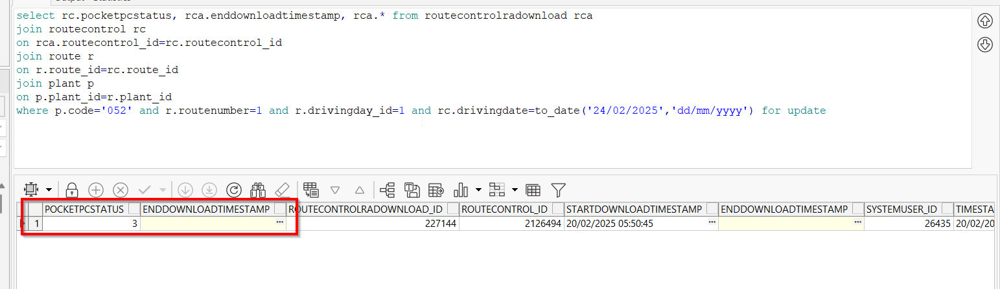 select rc.pocketpcstatus, rca.enddownloadtimestamp, rca.* from routecontrolradownload rca
join routecontrol rc
on rca.routecontrol_id=rc.routecontrol_id
join route r
on r.route_id=rc.route_id
join plant p
on p.plant_id=r.plant_id
where p.code='052' and r.routenumber=1 and r.drivingday_id=1 and rc.drivingdate=to_date('24/02/2025','dd/mm/yyyy') for update
POCKETPCSTATUS ENDDOWNLOADTIMESTAMP ROUTECONTROLRADOWNLOAD_ID ROUTECONTROL_ID STARTDOWNLOADTIMESTAMP ENDDOWNLOADTIMESTAMP SYSTEMUSER_ID TIMESTA
1 3 ... 227144 2126494 20/02/2025 05:50:45 ... ... 26435 20/02/20